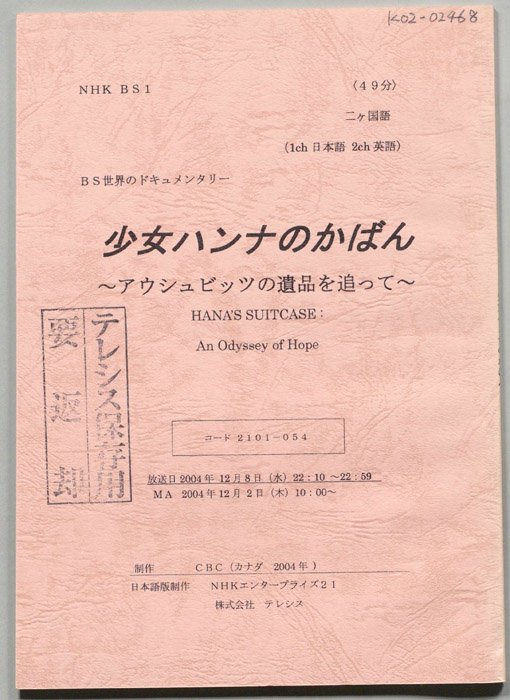 K02-02468
NHK BS1
〈49分〉
二ヶ国語
(1ch 日本語 2ch 英語)
BS世界のドキュメンタリー
少女ハンナのかばん
～アウシュビッツの遺品を追って～
HANA'S SUITCASE:
An Odyssey of Hope
テレシス保存用
要返却
コード 2101-054
放送日 2004年 12月8日 (水) 22:10 ～22:59
MA 2004年 12月 2日 (木) 10:00～
制作 CBC (カナダ 2004年 )
日本語版制作 NHKエンタープライズ21
株式会社 テレシス